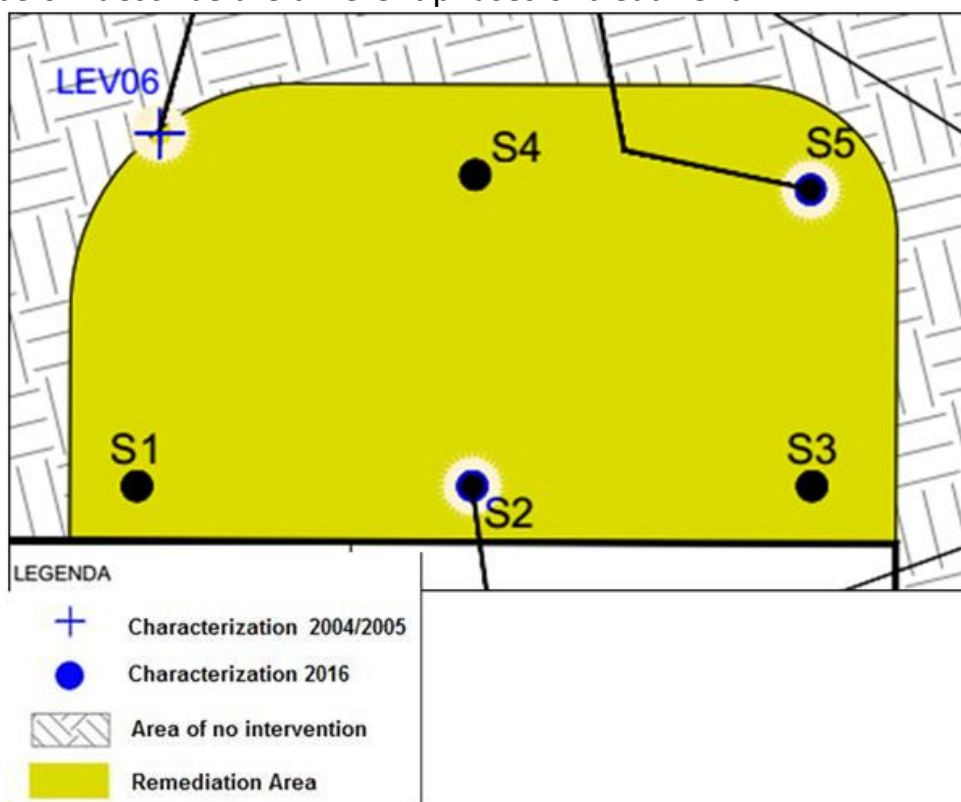 LEV06
S4
S5
S1
S3
S2
LEGENDA
Characterization 2004/2005
Characterization 2016
Area of no intervention
Remediation Area